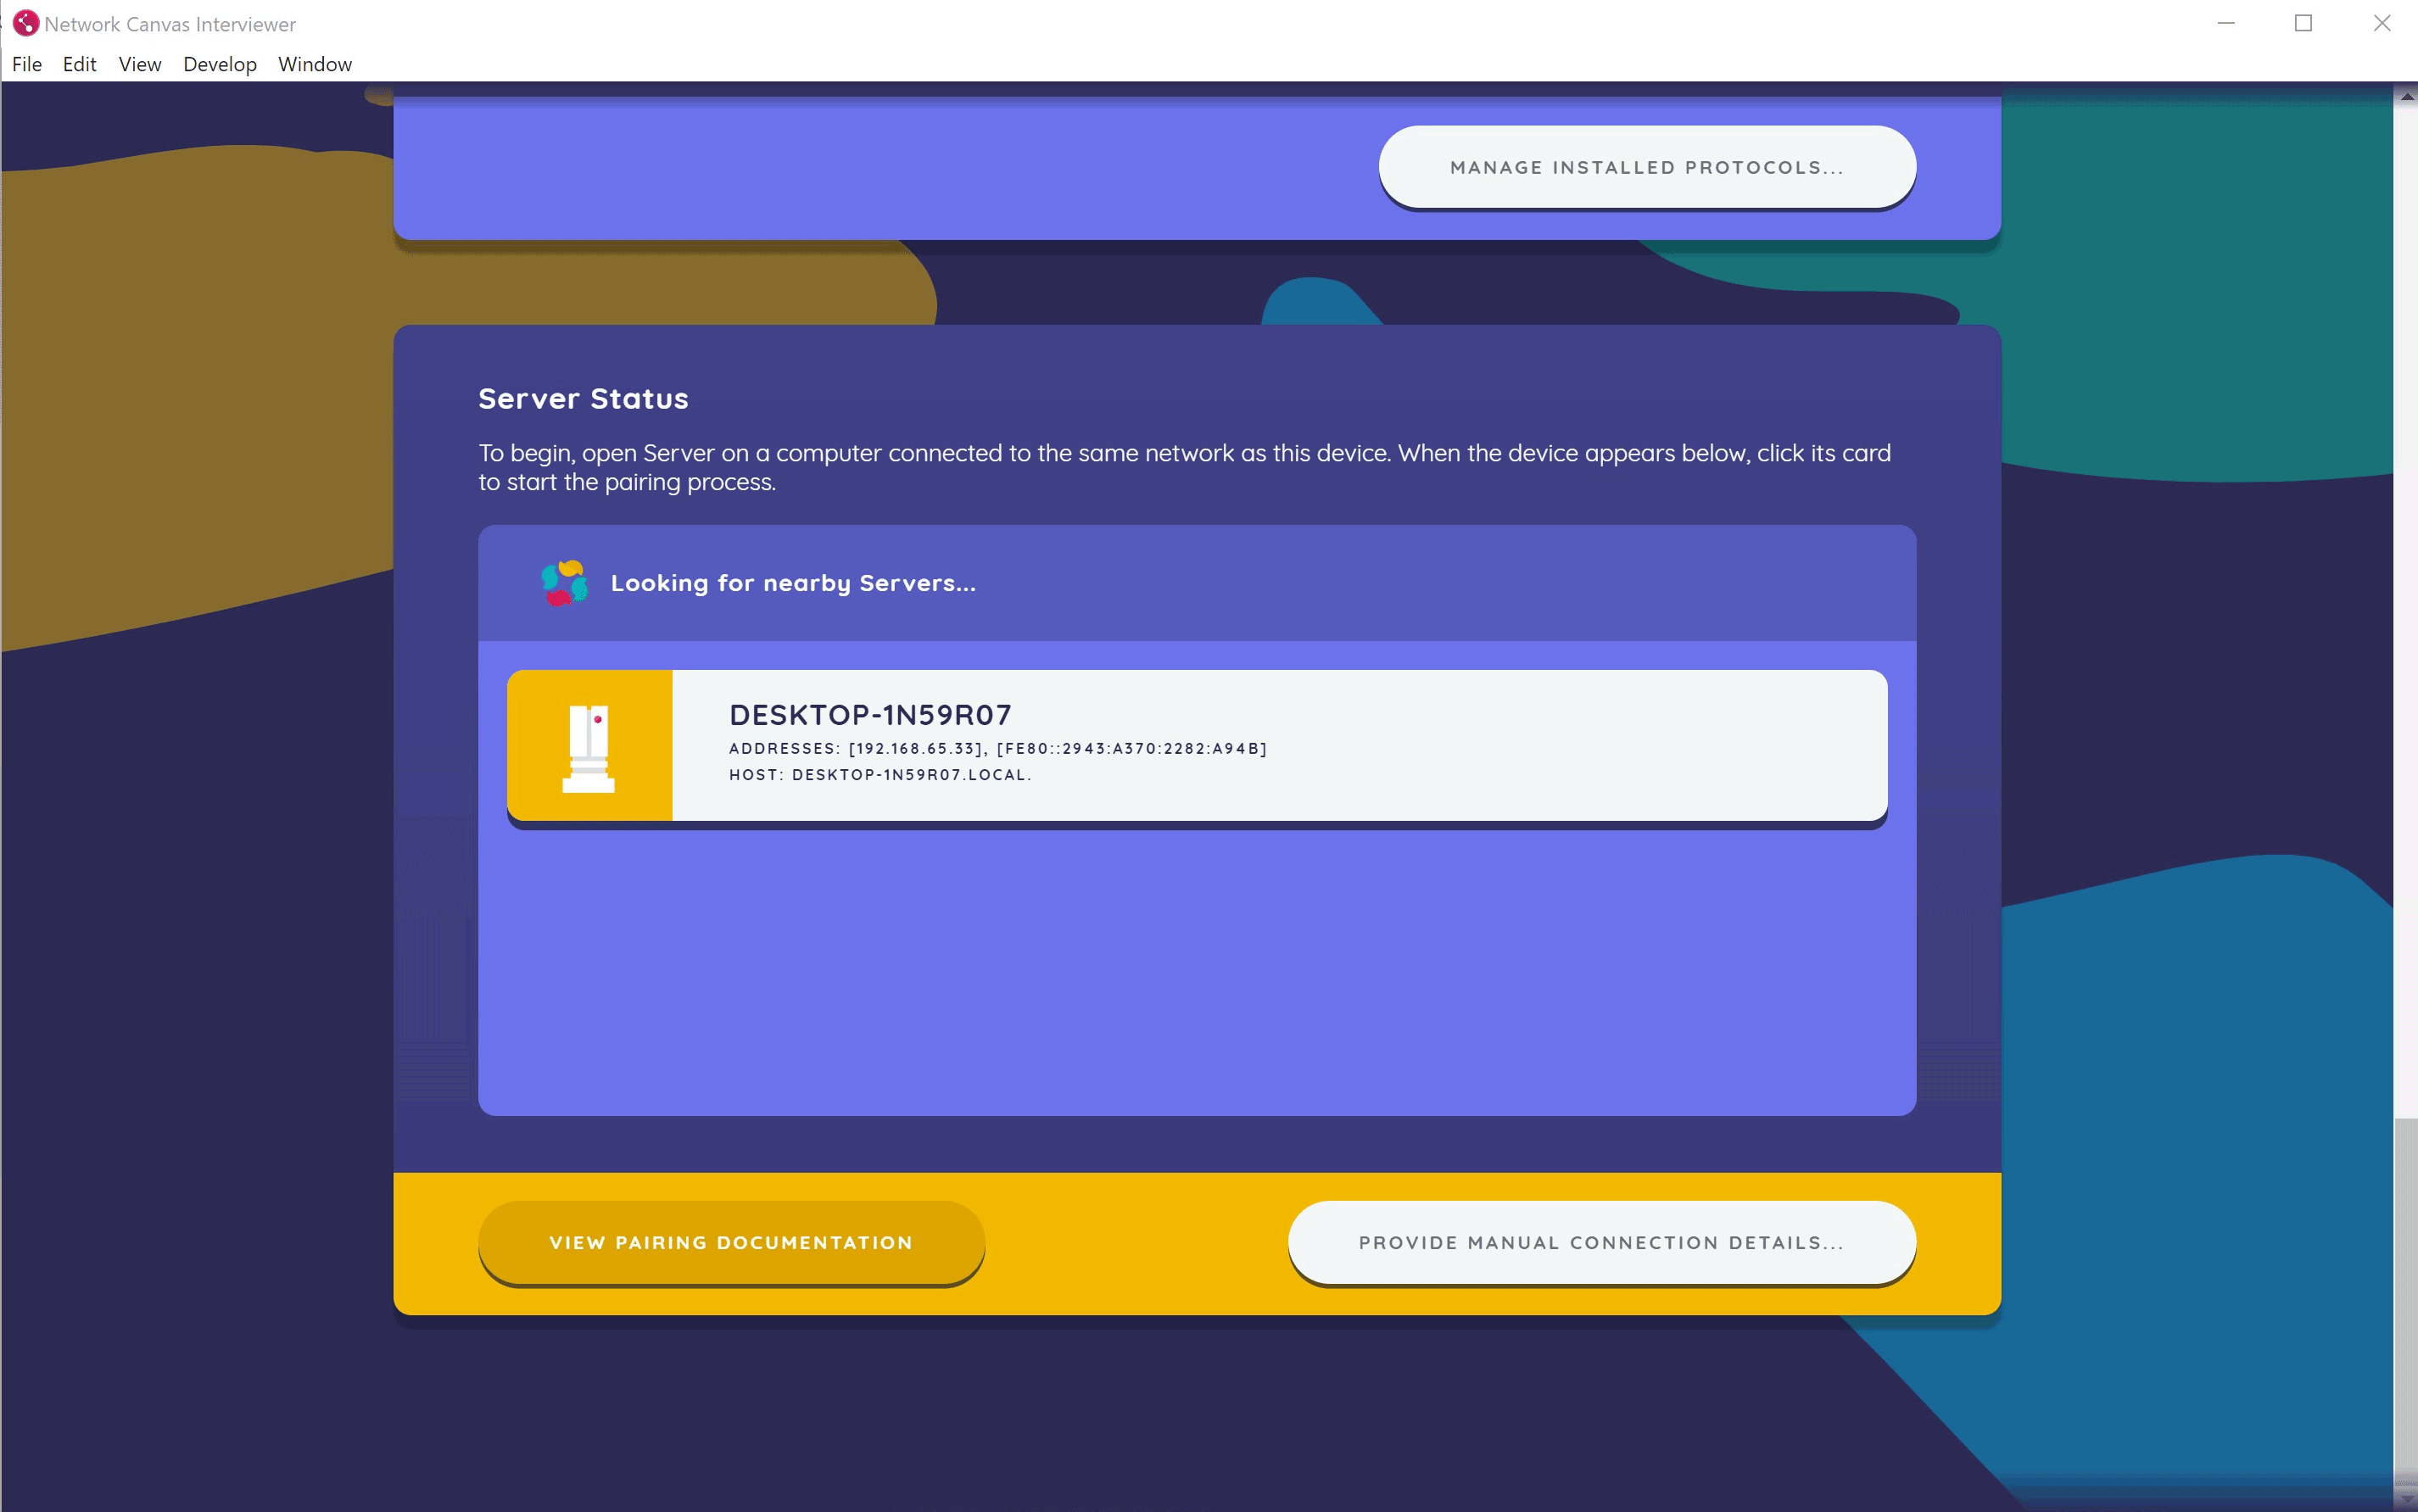 Network Canvas Interviewer
File Edit View Develop Window
MANAGE INSTALLED PROTOCOLS...
Server Status
To begin, open Server on a computer connected to the same network as this device. When the device appears below, click its card
to start the pairing process.
Looking for nearby Servers...
DESKTOP-1N59R07
ADDRESSES: [192.168.65.33], [FE80::2943:A370:2282:A94B]
HOST: DESKTOP-1N59R07.LOCAL.
VIEW PAIRING DOCUMENTATION
PROVIDE MANUAL CONNECTION DETAILS...